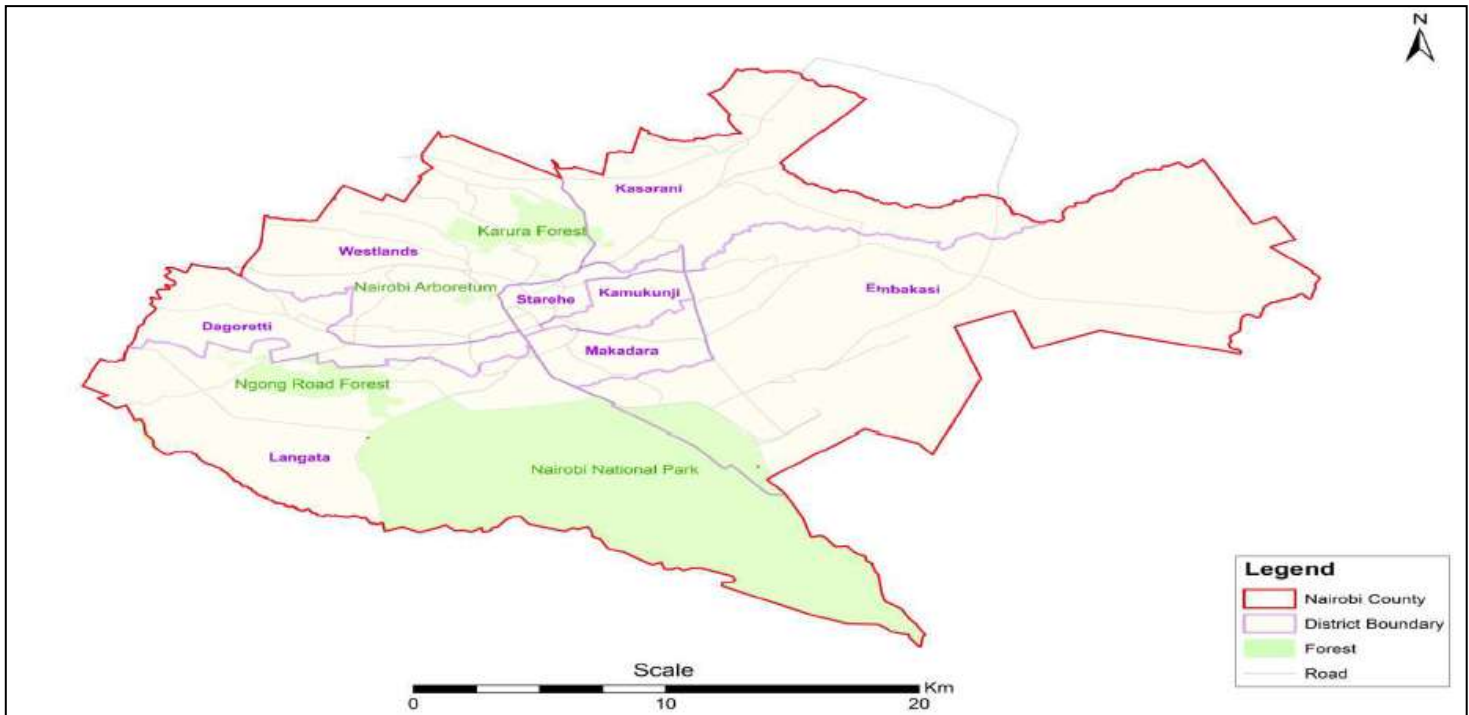 N
Kasarani
Karura Forest
Westlands
Nairobi Arboretum
Starehe
Kamukunji
Embakasi
Dagoretti
Makadara
Ngong Road Forest
Langata
Nairobi National Park
Legend
Nairobi County
District Boundary
Forest
Road
Scale
Km
0
10
20